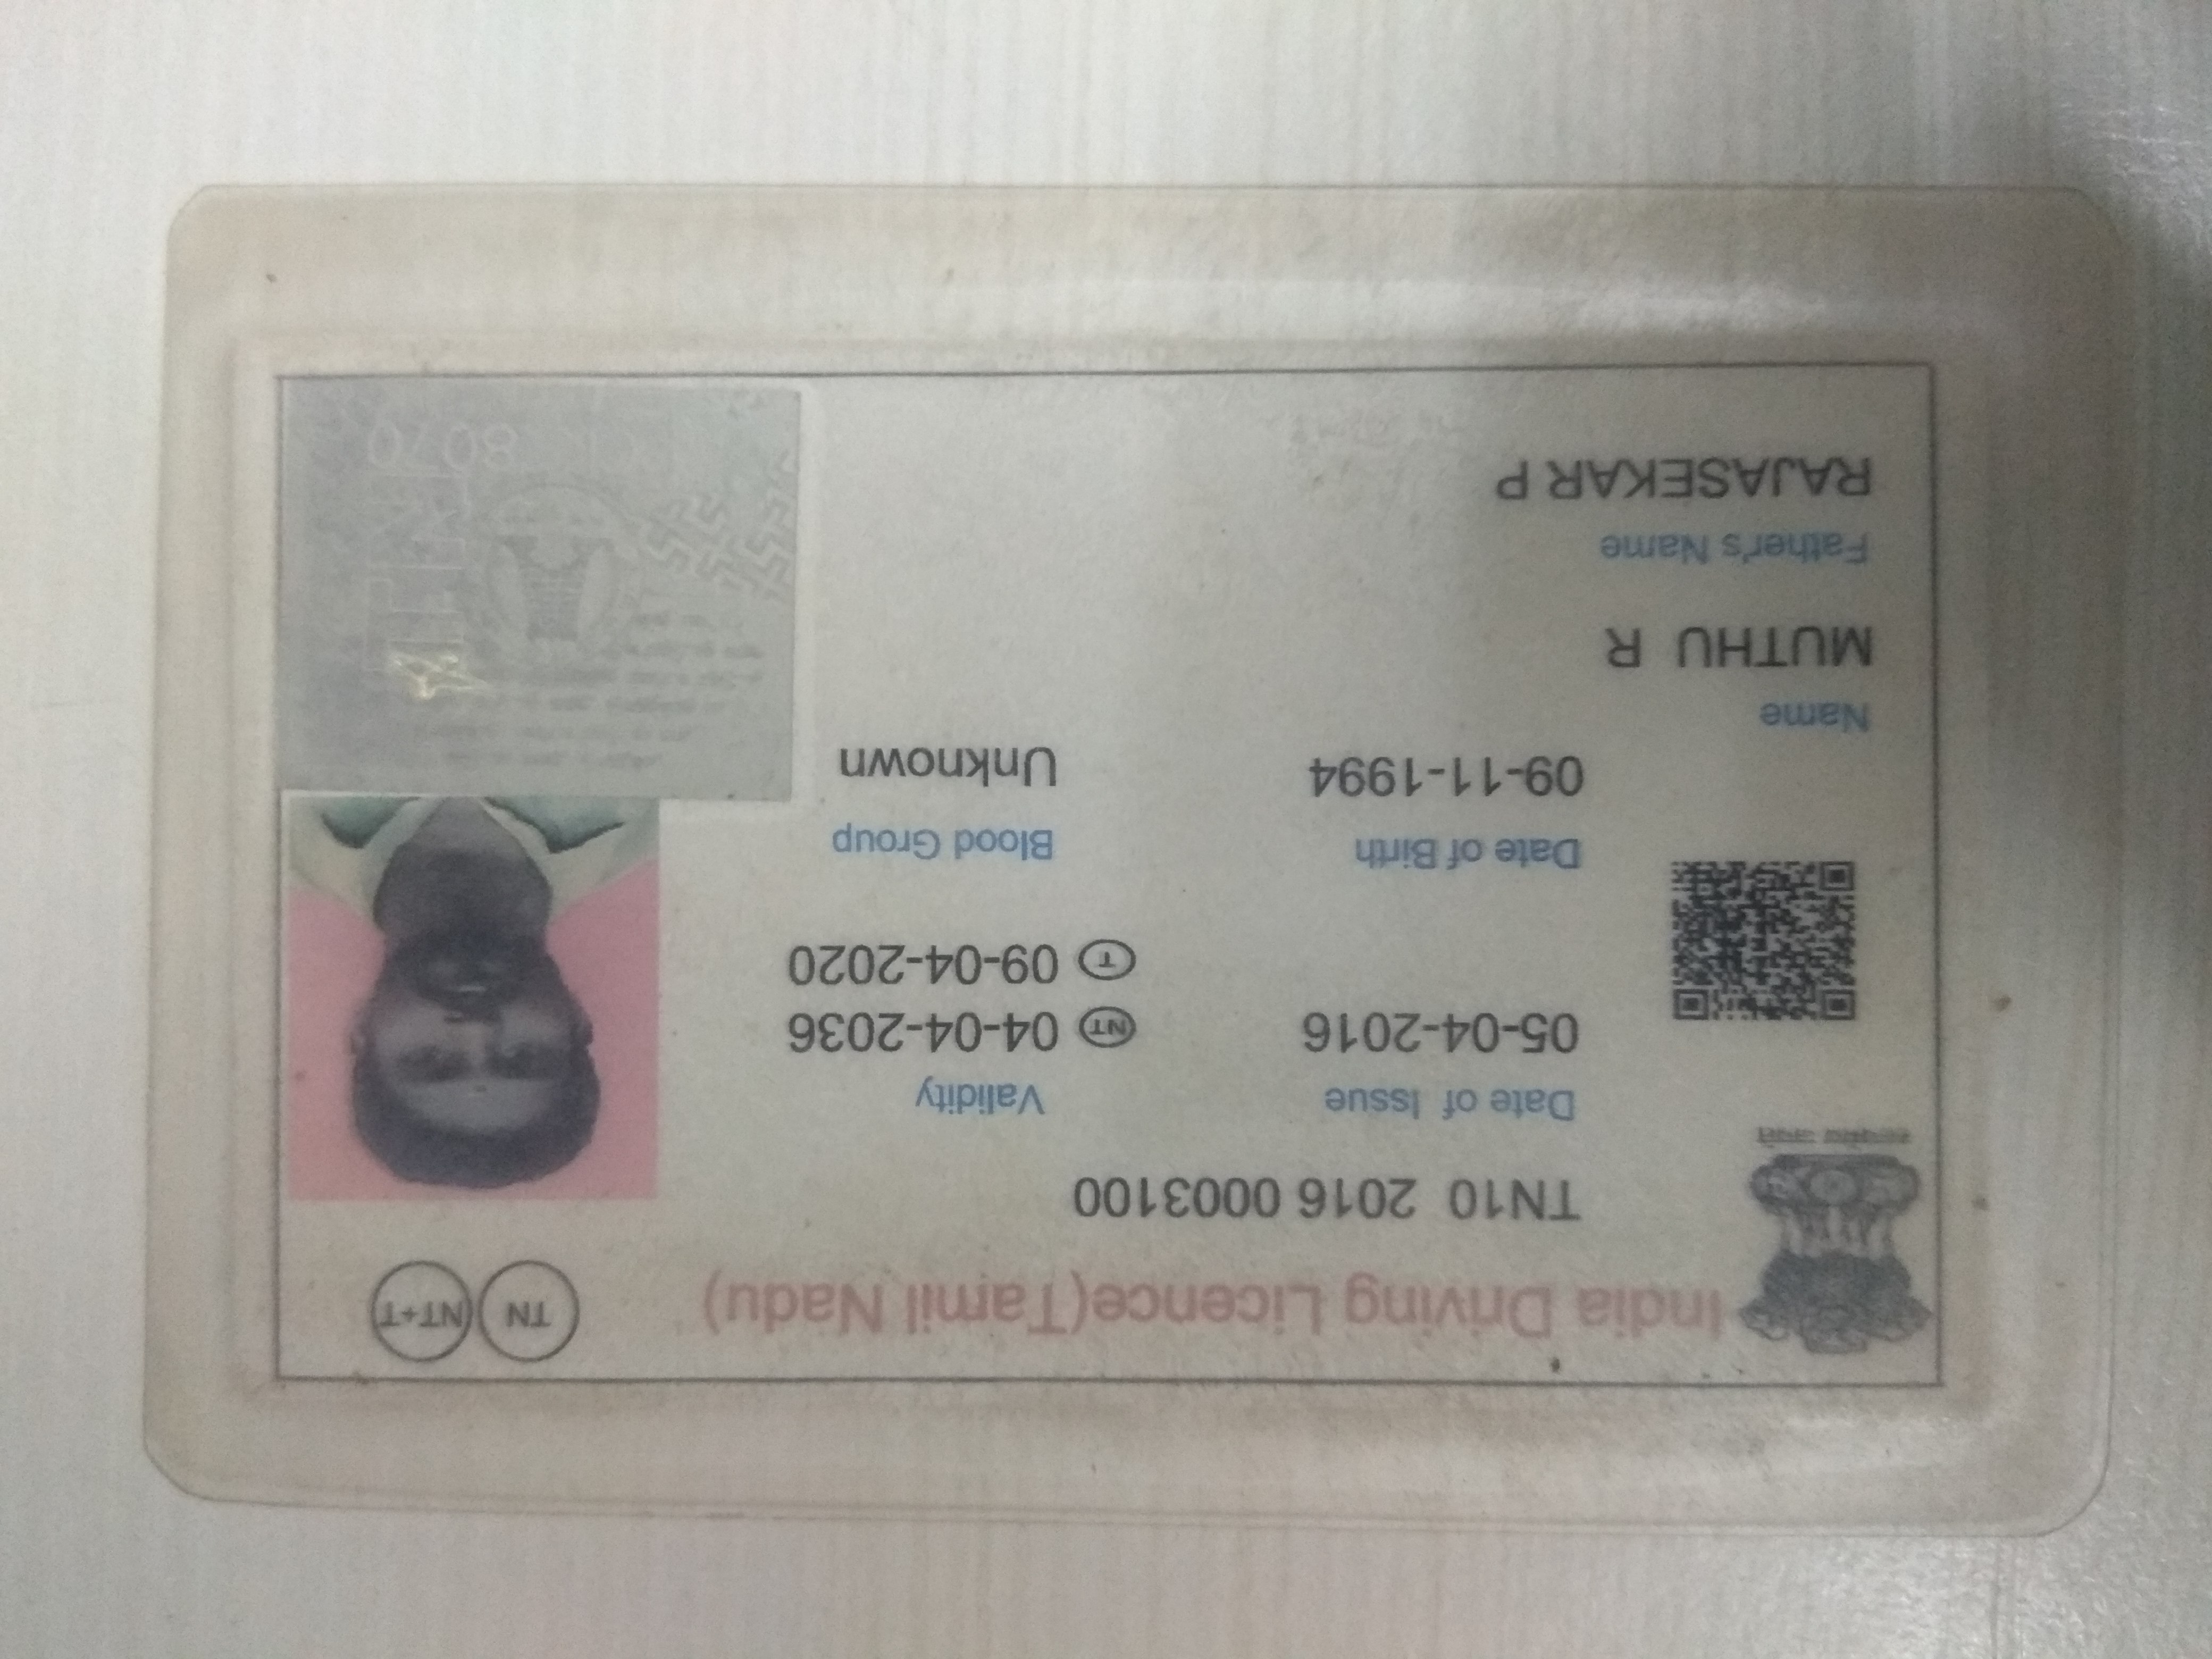 India Driving Licence(Tamil Nadu)
TN
NT+T
TN10 2016 0003100
Date of Issue
Validity
05-04-2016
NT 04-04-2036
T 09-04-2020
Date of Birth
Blood Group
09-11-1994
Unknown
Name
MUTHU R
Father's Name
RAJASEKAR P
8070